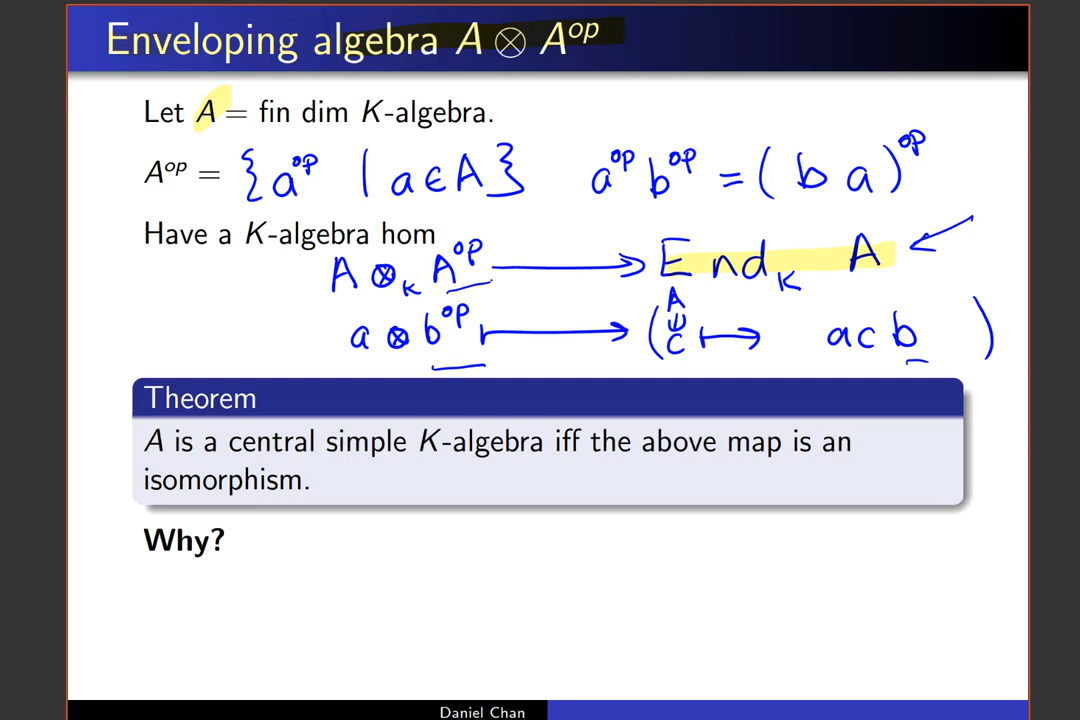 Enveloping algebra A ⊗ A^op
Let A = fin dim K-algebra.
A^op = {a^op | a∈A} a^op b^op = (b a)^op
Have a K-algebra hom
A ⊗_K A^op ⟶ End_K A
a ⊗ b^op ⟼ (A ∋ c ⟼ acb)
Theorem
A is a central simple K-algebra iff the above map is an
isomorphism.
Why?
Daniel Chan